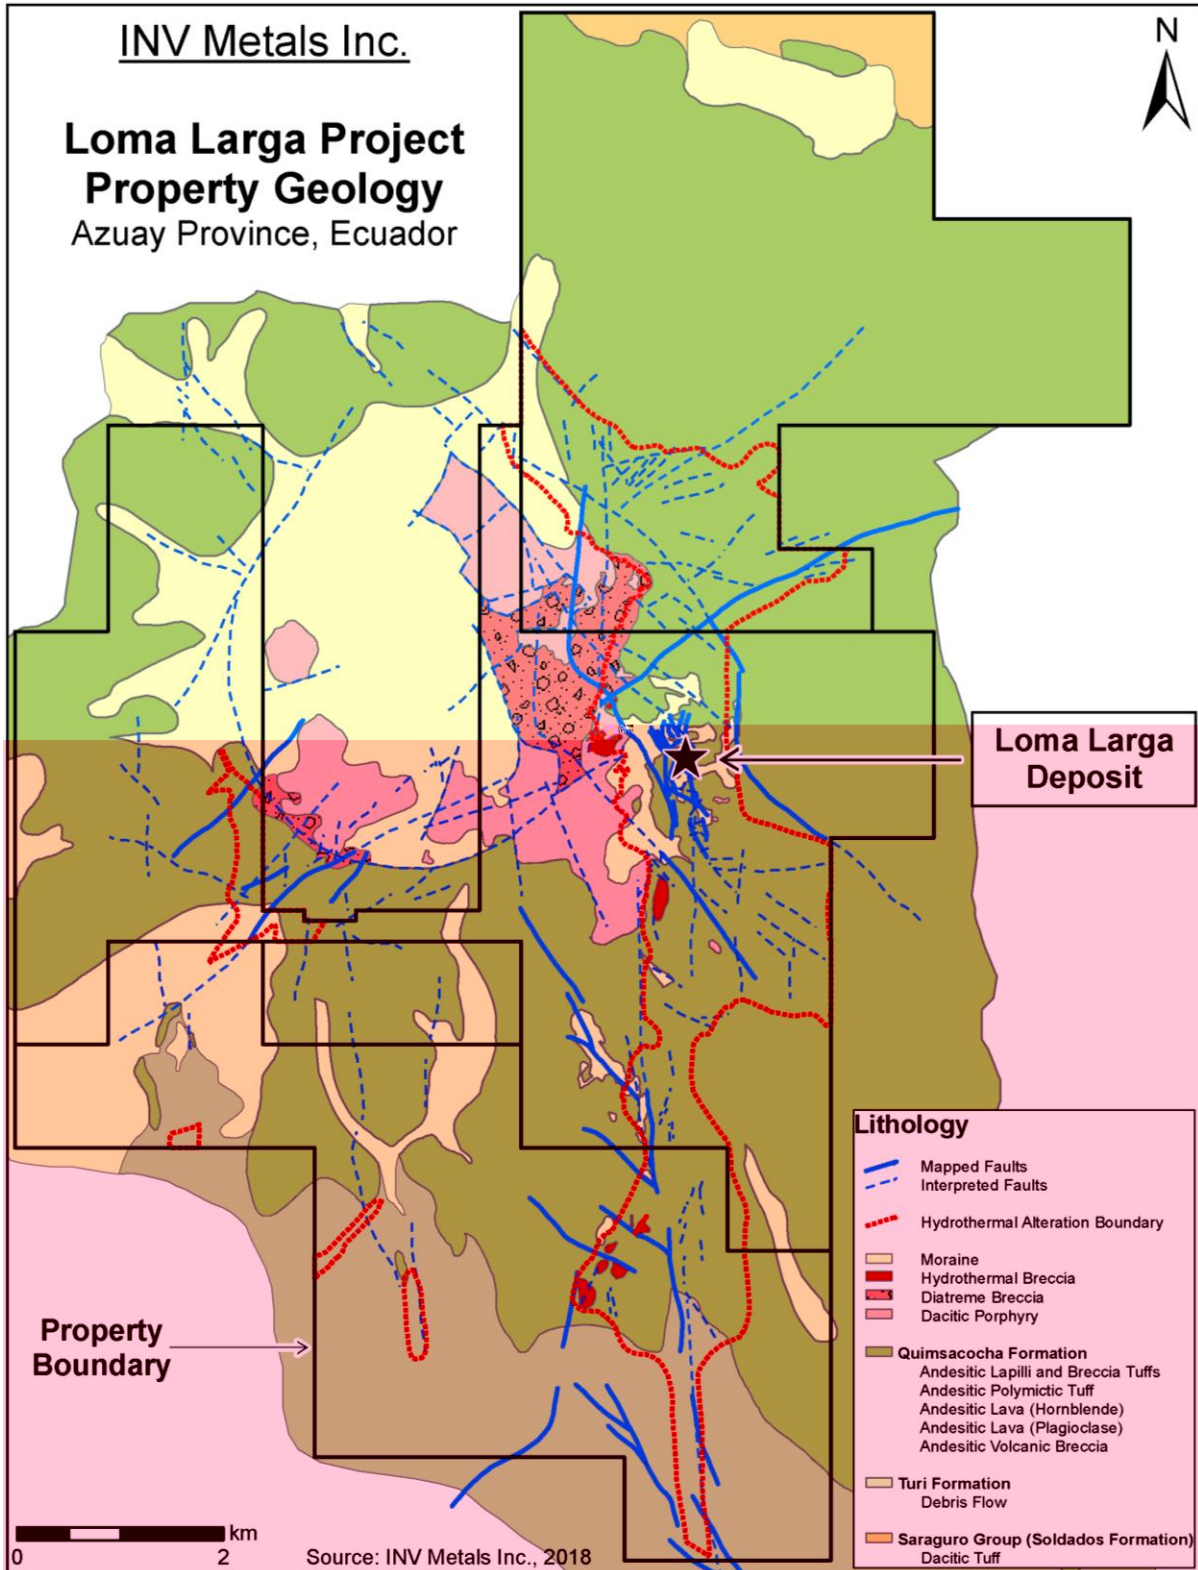 INV Metals Inc.
Loma Larga Project
Property Geology
Azuay Province, Ecuador
N
Loma Larga
Deposit
Lithology
Mapped Faults
Interpreted Faults
Hydrothermal Alteration Boundary
Moraine
Hydrothermal Breccia
Diatreme Breccia
Dacitic Porphyry
Quimsacocha Formation
Andesitic Lapilli and Breccia Tuffs
Andesitic Polymictic Tuff
Andesitic Lava (Hornblende)
Andesitic Lava (Plagioclase)
Andesitic Volcanic Breccia
Turi Formation
Debris Flow
Saraguro Group (Soldados Formation)
Dacitic Tuff
Property
Boundary
km
0 2
Source: INV Metals Inc., 2018